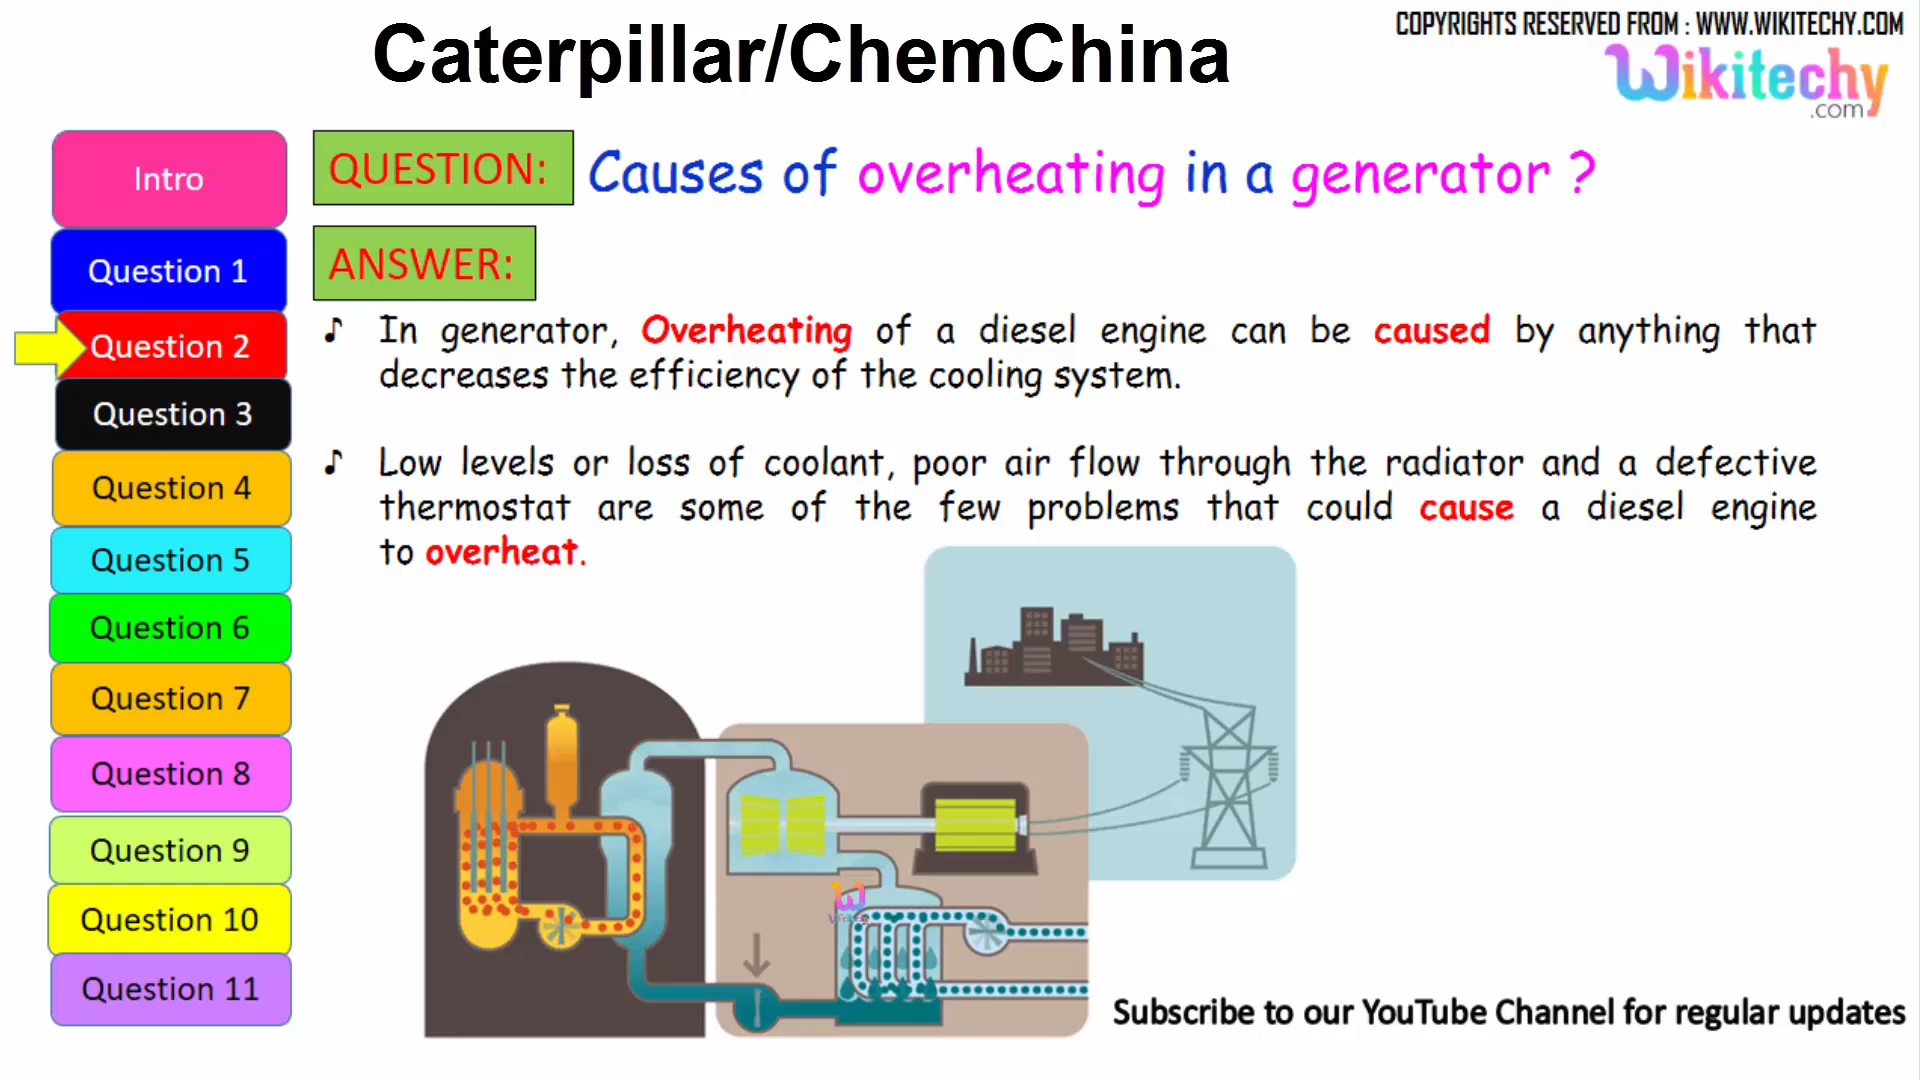 Caterpillar/ChemChina
COPYRIGHTS RESERVED FROM : WWW.WIKITECHY.COM
Wikitechy
.com
Intro
Question 1
Question 2
Question 3
Question 4
Question 5
Question 6
Question 7
Question 8
Question 9
Question 10
Question 11
QUESTION: Causes of overheating in a generator ?
ANSWER:
♪ In generator, Overheating of a diesel engine can be caused by anything that
decreases the efficiency of the cooling system.
♪ Low levels or loss of coolant, poor air flow through the radiator and a defective
thermostat are some of the few problems that could cause a diesel engine
to overheat.
Subscribe to our YouTube Channel for regular updates